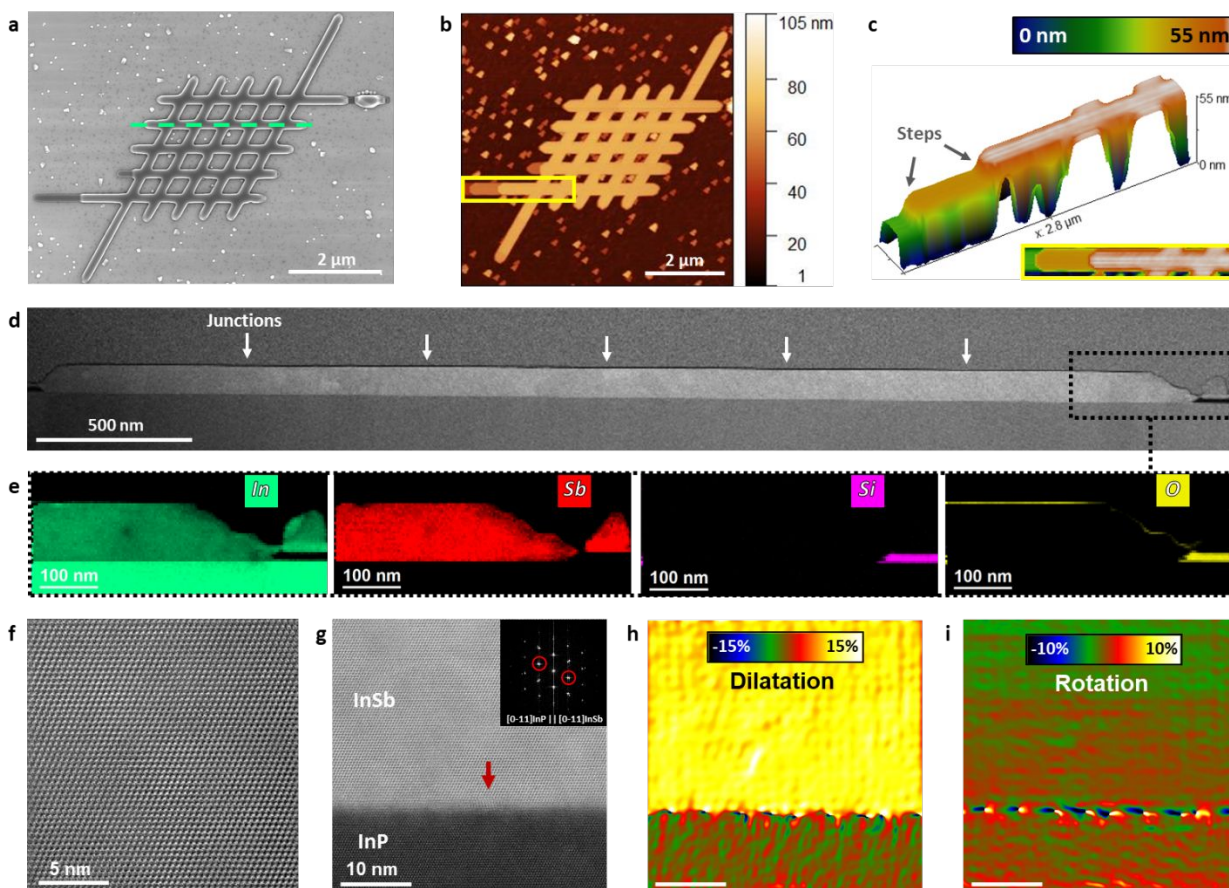 a
2 µm
b
105 nm
80
60
40
20
1
2 µm
c
0 nm
55 nm
Steps
55 nm
0 nm
x: 2.8 µm
d
Junctions
500 nm
e
In
100 nm
Sb
100 nm
Si
100 nm
O
100 nm
f
5 nm
g
InSb
[0-11]InP || [0-11]InSb
InP
10 nm
h
-15%
15%
Dilatation
i
-10%
10%
Rotation